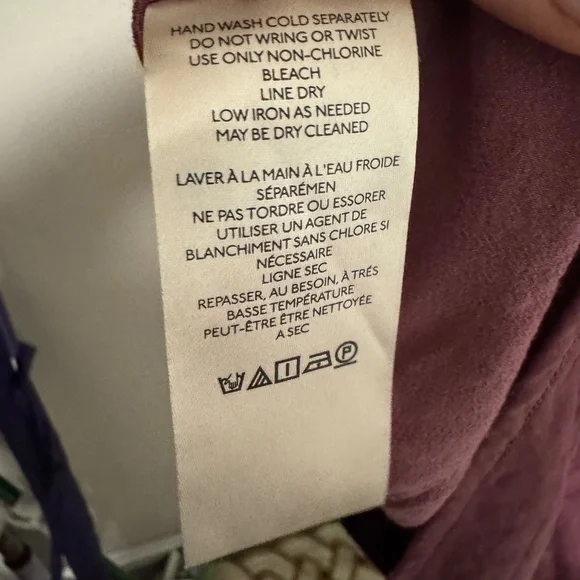 HAND WASH COLD SEPARATELY
DO NOT WRING OR TWIST
USE ONLY NON-CHLORINE
BLEACH
LINE DRY
LOW IRON AS NEEDED
MAY BE DRY CLEANED
LAVER À LA MAIN À L'EAU FROIDE
SÉPARÉMEN
NE PAS TORDRE OU ESSORER
UTILISER UN AGENT DE
BLANCHIMENT SANS CHLORE SI
NÉCESSAIRE
LIGNE SEC
REPASSER, AU BESOIN, À TRÉS
BASSE TEMPÉRATURE
PEUT-ÊTRE ÊTRE NETTOYÉE
A SEC
P